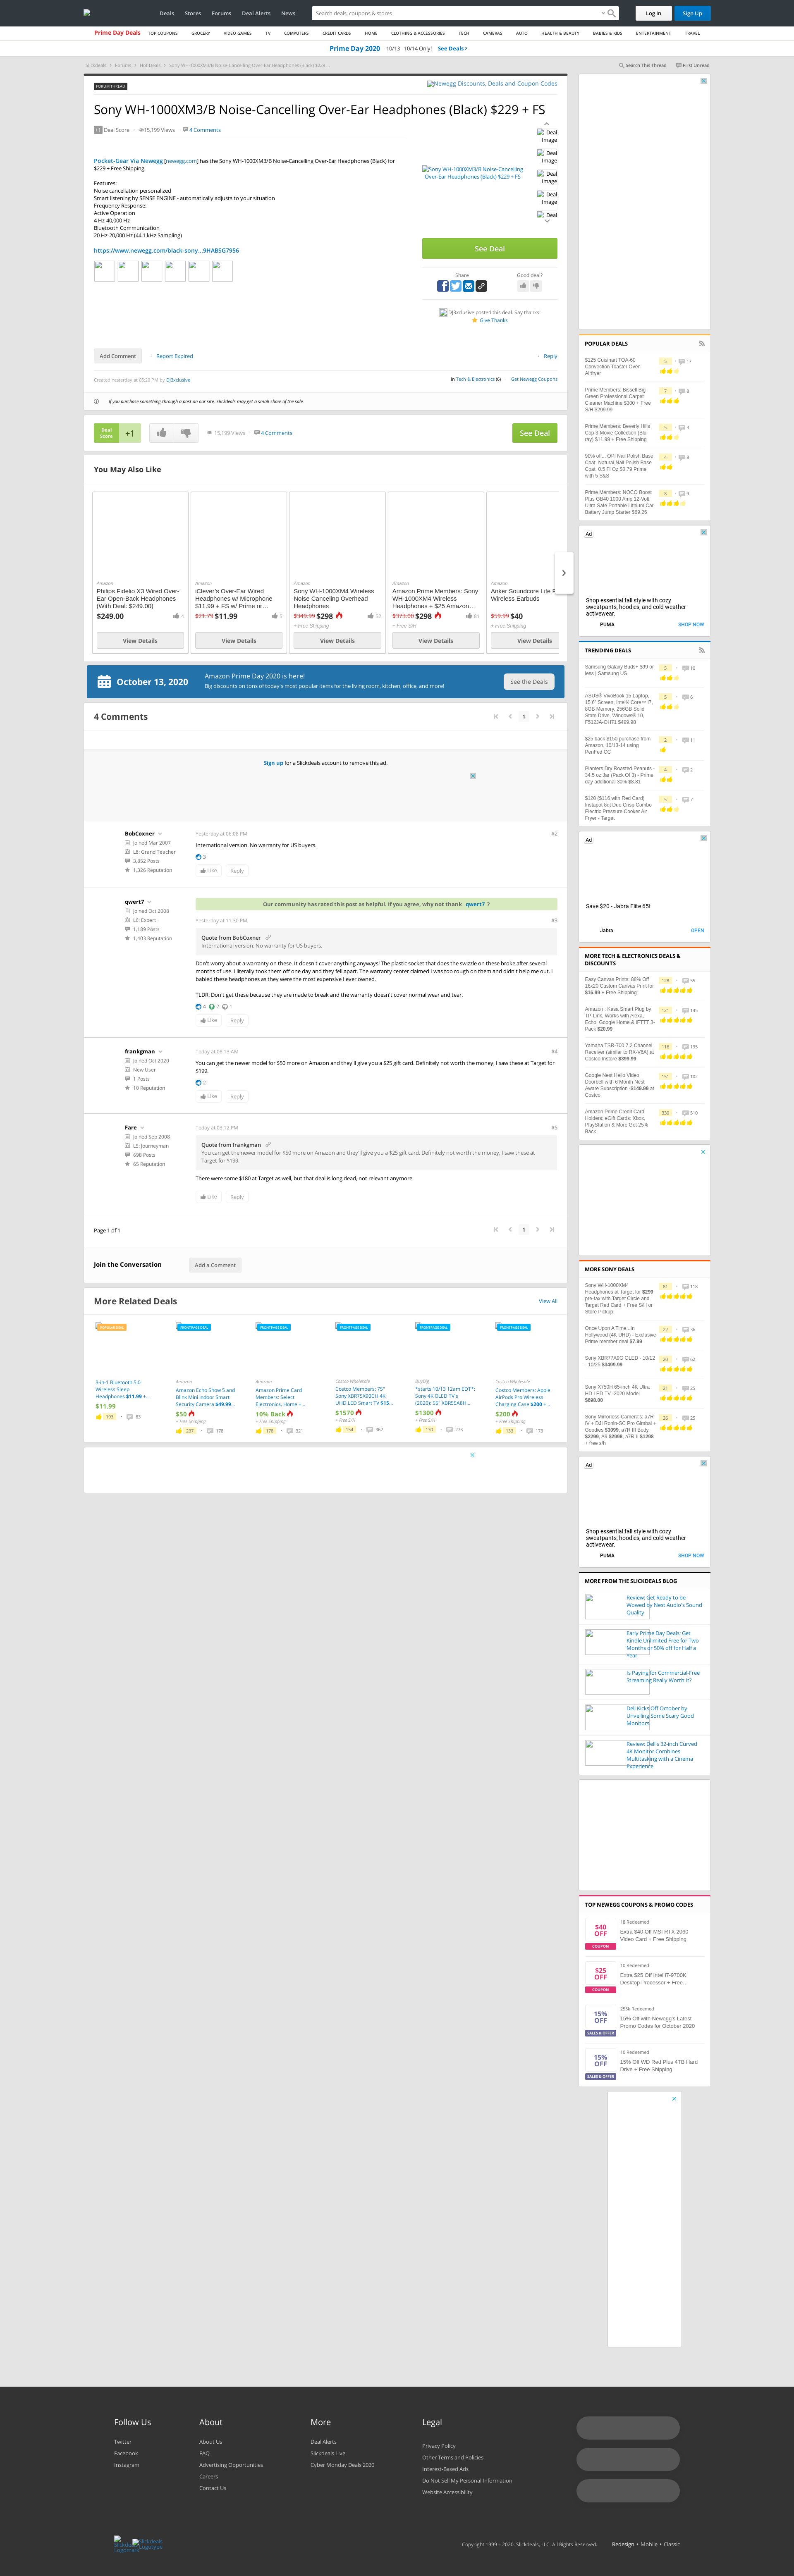 Deals
Stores
Forums
Deal Alerts
News
Search deals, coupons & stores
Log In
Sign Up
Prime Day Deals
TOP COUPONS
GROCERY
VIDEO GAMES
TV
COMPUTERS
CREDIT CARDS
HOME
CLOTHING & ACCESSORIES
TECH
CAMERAS
AUTO
HEALTH & BEAUTY
BABIES & KIDS
ENTERTAINMENT
TRAVEL
Prime Day 2020 10/13 - 10/14 Only! See Deals
Slickdeals
Forums
Hot Deals
Sony WH-1000XM3/B Noise-Cancelling Over-Ear Headphones (Black) $229 ...
Search This Thread
First Unread
FORUM THREAD
Newegg Discounts, Deals and Coupon Codes
Sony WH-1000XM3/B Noise-Cancelling Over-Ear Headphones (Black) $229 + FS
+1 Deal Score
15,199 Views
4 Comments
Pocket-Gear Via Newegg [newegg.com] has the Sony WH-1000XM3/B Noise-Cancelling Over-Ear Headphones (Black) for
$229 + Free Shipping.
Features:
Noise cancellation personalized
Smart listening by SENSE ENGINE - automatically adjusts to your situation
Frequency Response:
Active Operation
4 Hz-40,000 Hz
Bluetooth Communication
20 Hz-20,000 Hz (44.1 kHz Sampling)
https://www.newegg.com/black-sony...9HABSG7956
Sony WH-1000XM3/B Noise-Cancelling
Over-Ear Headphones (Black) $229 + FS
Deal
Image
Deal
Image
Deal
Image
Deal
Image
Deal
See Deal
Share
Good deal?
DJ3xclusive posted this deal. Say thanks!
Give Thanks
Add Comment
Report Expired
Reply
Created Yesterday at 05:20 PM by DJ3xclusive
in Tech & Electronics (6)
Get Newegg Coupons
If you purchase something through a post on our site, Slickdeals may get a small share of the sale.
Deal
Score
+1
15,199 Views
4 Comments
See Deal
You May Also Like
Amazon
Philips Fidelio X3 Wired Over-
Ear Open-Back Headphones
(With Deal: $249.00)
$249.00
4
View Details
Amazon
iClever's Over-Ear Wired
Headphones w/ Microphone
$11.99 + FS w/ Prime or…
$21.79 $11.99
5
View Details
Amazon
Sony WH-1000XM4 Wireless
Noise Canceling Overhead
Headphones
$349.99 $298
52
+ Free Shipping
View Details
Amazon
Amazon Prime Members: Sony
WH-1000XM4 Wireless
Headphones + $25 Amazon…
$373.00 $298
81
+ Free S/H
View Details
Amazon
Anker Soundcore Life P
Wireless Earbuds
$59.99 $40
+ Free Shipping
View Details
October 13, 2020
Amazon Prime Day 2020 is here!
Big discounts on tons of today's most popular items for the living room, kitchen, office, and more!
See the Deals
4 Comments
1
Sign up for a Slickdeals account to remove this ad.
BobCoxner
Joined Mar 2007
L8: Grand Teacher
3,852 Posts
1,326 Reputation
Yesterday at 06:08 PM
#2
International version. No warranty for US buyers.
3
Like
Reply
qwert7
Joined Oct 2008
L6: Expert
1,189 Posts
1,403 Reputation
Our community has rated this post as helpful. If you agree, why not thank qwert7 ?
Yesterday at 11:30 PM
#3
Quote from BobCoxner
International version. No warranty for US buyers.
Don't worry about a warranty on these. It doesn't cover anything anyways! The plastic socket that does the swizzle on these broke after several
months of use. I literally took them off one day and they fell apart. The warranty center claimed I was too rough on them and didn't help me out. I
babied these headphones as they were the most expensive I ever owned.
TLDR: Don't get these because they are made to break and the warranty doesn't cover normal wear and tear.
4
2
1
Like
Reply
frankgman
Joined Oct 2020
New User
1 Posts
10 Reputation
Today at 08:13 AM
#4
You can get the newer model for $50 more on Amazon and they'll give you a $25 gift card. Definitely not worth the money, I saw these at Target for
$199.
2
Like
Reply
Fare
Joined Sep 2008
L5: Journeyman
698 Posts
65 Reputation
Today at 03:12 PM
#5
Quote from frankgman
You can get the newer model for $50 more on Amazon and they'll give you a $25 gift card. Definitely not worth the money, I saw these at
Target for $199.
There were some $180 at Target as well, but that deal is long dead, not relevant anymore.
Like
Reply
Page 1 of 1
1
Join the Conversation
Add a Comment
More Related Deals
View All
POPULAR DEAL
3-in-1 Bluetooth 5.0
Wireless Sleep
Headphones $11.99 +...
$11.99
193
83
FRONTPAGE DEAL
Amazon
Amazon Echo Show 5 and
Blink Mini Indoor Smart
Security Camera $49.99...
$50
+ Free Shipping
237
178
FRONTPAGE DEAL
Amazon
Amazon Prime Card
Members: Select
Electronics, Home +...
10% Back
+ Free Shipping
178
321
FRONTPAGE DEAL
Costco Wholesale
Costco Members: 75"
Sony XBR75X90CH 4K
UHD LED Smart TV $15...
$1570
+ Free S/H
154
362
FRONTPAGE DEAL
BuyDig
*starts 10/13 12am EDT*:
Sony 4K OLED TV's
(2020): 55" XBR55A8H...
$1300
+ Free S/H
130
273
FRONTPAGE DEAL
Costco Wholesale
Costco Members: Apple
AirPods Pro Wireless
Charging Case $200 +...
$200
+ Free Shipping
133
173
POPULAR DEALS
$125 Cuisinart TOA-60
Convection Toaster Oven
Airfryer
5
17
Prime Members: Bissell Big
Green Professional Carpet
Cleaner Machine $300 + Free
S/H $299.99
7
8
Prime Members: Beverly Hills
Cop 3-Movie Collection (Blu-
ray) $11.99 + Free Shipping
5
3
90% off... OPI Nail Polish Base
Coat, Natural Nail Polish Base
Coat, 0.5 Fl Oz $0.79 Prime
with 5 S&S
4
8
Prime Members: NOCO Boost
Plus GB40 1000 Amp 12-Volt
Ultra Safe Portable Lithium Car
Battery Jump Starter $69.26
8
9
Ad
Shop essential fall style with cozy
sweatpants, hoodies, and cold weather
activewear.
PUMA
SHOP NOW
TRENDING DEALS
Samsung Galaxy Buds+ $99 or
less | Samsung US
5
10
ASUS® VivoBook 15 Laptop,
15.6" Screen, Intel® Core™ i7,
8GB Memory, 256GB Solid
State Drive, Windows® 10,
F512JA-OH71 $499.98
5
6
$25 back $150 purchase from
Amazon. 10/13-14 using
PenFed CC
2
11
Planters Dry Roasted Peanuts -
34.5 oz Jar (Pack Of 3) - Prime
day additional 30% $8.81
4
2
$120 ($116 with Red Card)
Instapot 8qt Duo Crisp Combo
Electric Pressure Cooker Air
Fryer - Target
5
7
Ad
Save $20 - Jabra Elite 65t
Jabra
OPEN
MORE TECH & ELECTRONICS DEALS &
DISCOUNTS
Easy Canvas Prints: 88% Off
16x20 Custom Canvas Print for
$16.99 + Free Shipping
128
55
Amazon : Kasa Smart Plug by
TP-Link, Works with Alexa,
Echo, Google Home & IFTTT 3-
Pack $20.99
121
145
Yamaha TSR-700 7.2 Channel
Receiver (similar to RX-V6A) at
Costco Instore $399.99
118
195
Google Nest Hello Video
Doorbell with 6 Month Nest
Aware Subscription -$149.99 at
Costco
151
102
Amazon Prime Credit Card
Holders: eGift Cards: Xbox,
PlayStation & More Get 25%
Back
330
510
MORE SONY DEALS
Sony WH-1000XM4
Headphones at Target for $299
pre-tax with Target Circle and
Target Red Card + Free S/H or
Store Pickup
91
118
Once Upon A Time...In
Hollywood (4K UHD) - Exclusive
Prime member deal $7.99
22
36
Sony XBR77A9G OLED - 10/12
- 10/25 $3499.99
20
62
Sony X750H 65-inch 4K Ultra
HD LED TV -2020 Model
$698.00
21
25
Sony Mirrorless Camera's: a7R
IV + DJI Ronin-SC Pro Gimbal +
Goodies $3099, a7R III Body,
$2298, A9 $2998, a7R II $1298
+ free s/h
26
25
Ad
Shop essential fall style with cozy
sweatpants, hoodies, and cold weather
activewear.
PUMA
SHOP NOW
MORE FROM THE SLICKDEALS BLOG
Review: Get Ready to be
Wowed by Nest Audio's Sound
Quality
Early Prime Day Deals: Get
Kindle Unlimited Free for Two
Months or 50% off for Half a
Year
Is Paying for Commercial-Free
Streaming Really Worth It?
Dell Kicks Off October by
Unveiling Some Scary Good
Monitors
Review: Dell's 32-inch Curved
4K Monitor Combines
Multitasking with a Cinema
Experience
TOP NEWEGG COUPONS & PROMO CODES
$40
OFF
COUPON
18 Redeemed
Extra $40 Off MSI RTX 2060
Video Card + Free Shipping
$25
OFF
COUPON
10 Redeemed
Extra $25 Off Intel i7-9700K
Desktop Processor + Free...
15%
OFF
SALES & OFFER
255k Redeemed
15% Off with Newegg's Latest
Promo Codes for October 2020
15%
OFF
SALES & OFFER
10 Redeemed
15% Off WD Red Plus 4TB Hard
Drive + Free Shipping
Follow Us
Twitter
Facebook
Instagram
About
About Us
FAQ
Advertising Opportunities
Careers
Contact Us
More
Deal Alerts
Slickdeals Live
Cyber Monday Deals 2020
Legal
Privacy Policy
Other Terms and Policies
Interest-Based Ads
Do Not Sell My Personal Information
Website Accessibility
Copyright 1999 - 2020. Slickdeals, LLC. All Rights Reserved.
Redesign • Mobile • Classic